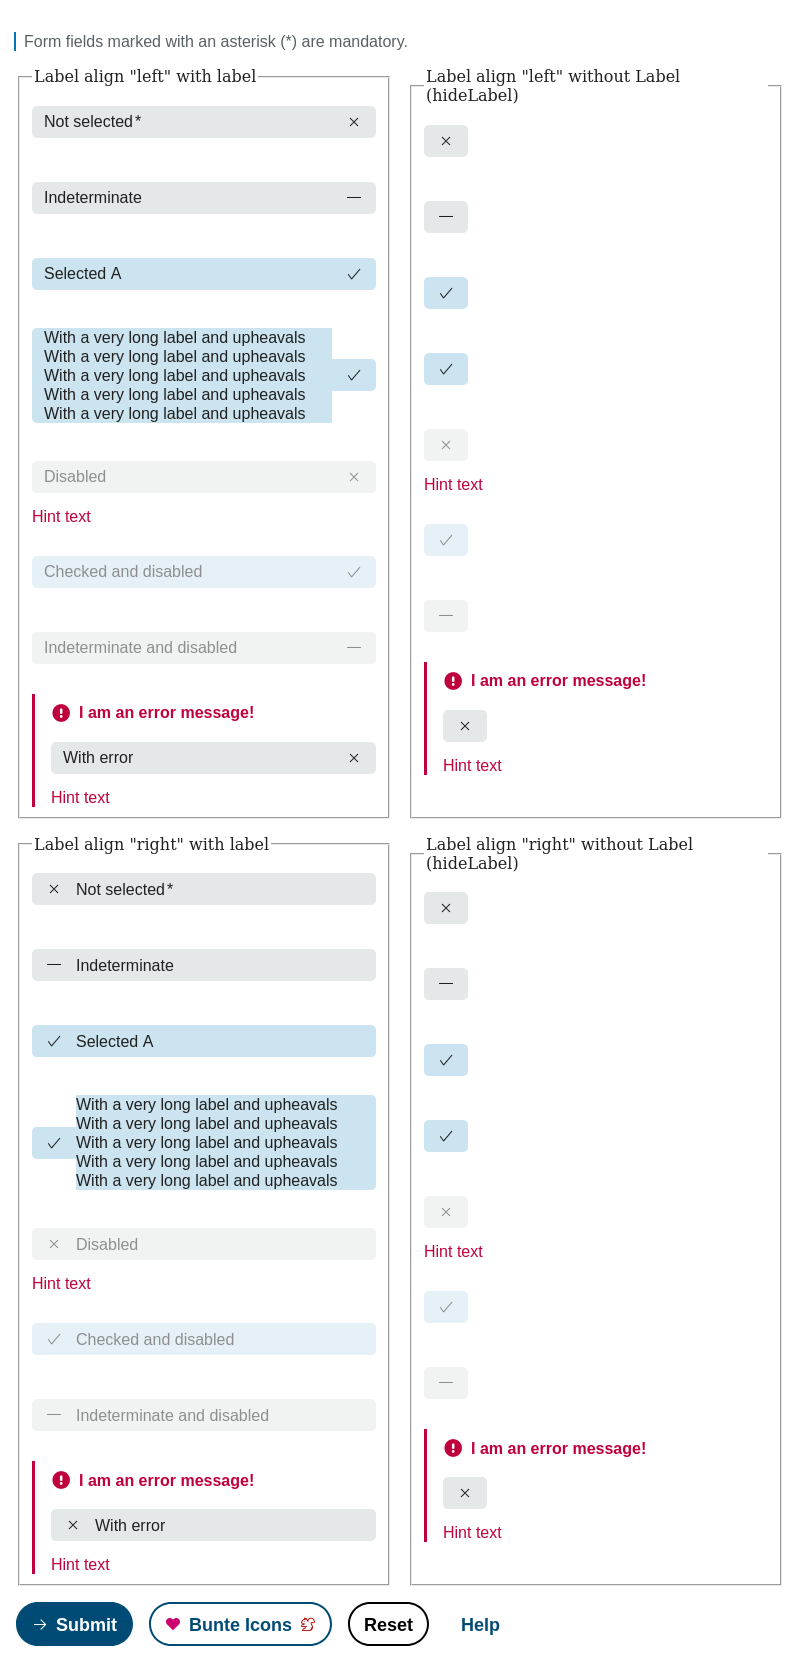 Form fields marked with an asterisk (*) are mandatory.
Label align "left" with label
Not selected*
Indeterminate
Selected A
With a very long label and upheavals
With a very long label and upheavals
With a very long label and upheavals
With a very long label and upheavals
With a very long label and upheavals
Disabled
Hint text
Checked and disabled
Indeterminate and disabled
I am an error message!
With error
Hint text
Label align "left" without Label
(hideLabel)
Hint text
I am an error message!
Hint text
Label align "right" with label
Not selected*
Indeterminate
Selected A
With a very long label and upheavals
With a very long label and upheavals
With a very long label and upheavals
With a very long label and upheavals
With a very long label and upheavals
Disabled
Hint text
Checked and disabled
Indeterminate and disabled
I am an error message!
With error
Hint text
Label align "right" without Label
(hideLabel)
Hint text
I am an error message!
Hint text
Submit
Bunte Icons
Reset
Help